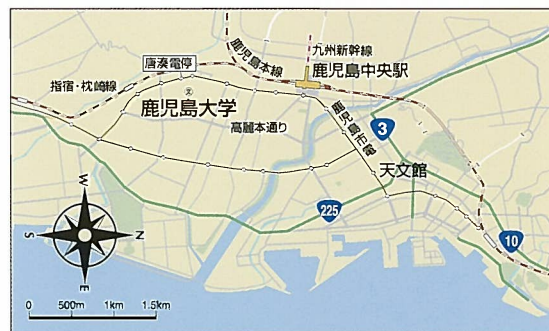 九州新幹線
鹿児島本線
唐湊電停
鹿児島中央駅
指宿・枕崎線
鹿児島大学
文
高麗本通り
鹿児島市電
3
天文館
225
10
W
S
N
E
0 500m 1km 1.5km